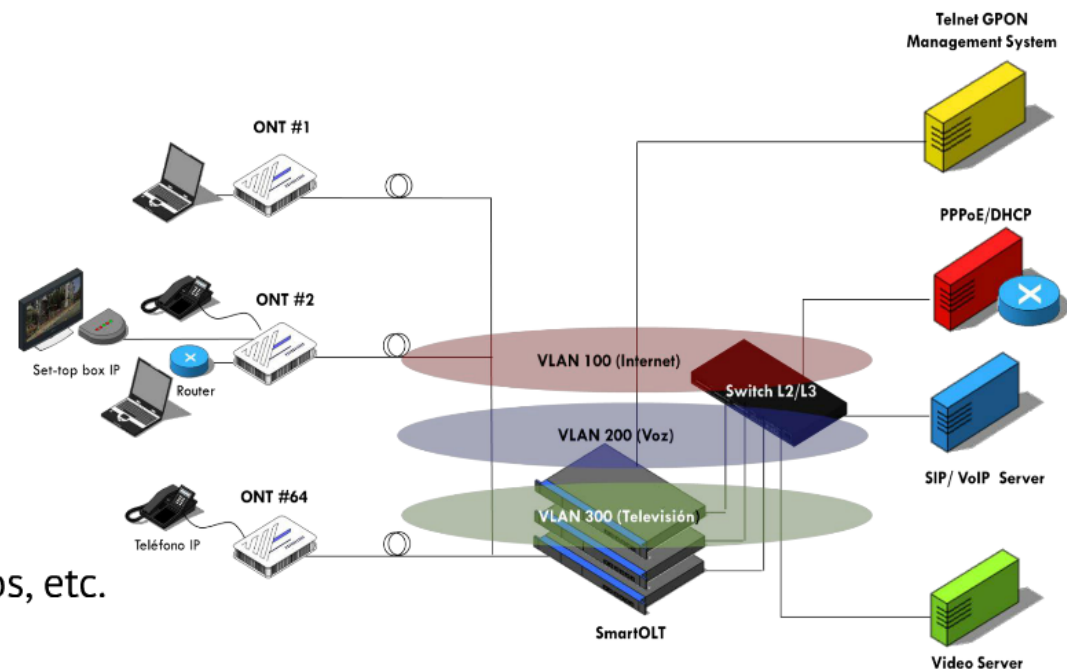 Telnet GPON
Management System
ONT #1
PPPoE/DHCP
ONT #2
Set-top box IP
Router
VLAN 100 (Internet)
Switch L2/L3
VLAN 200 (Voz)
SIP/ VoIP Server
ONT #64
VLAN 300 (Televisión)
Teléfono IP
os, etc.
SmartOLT
Video Server